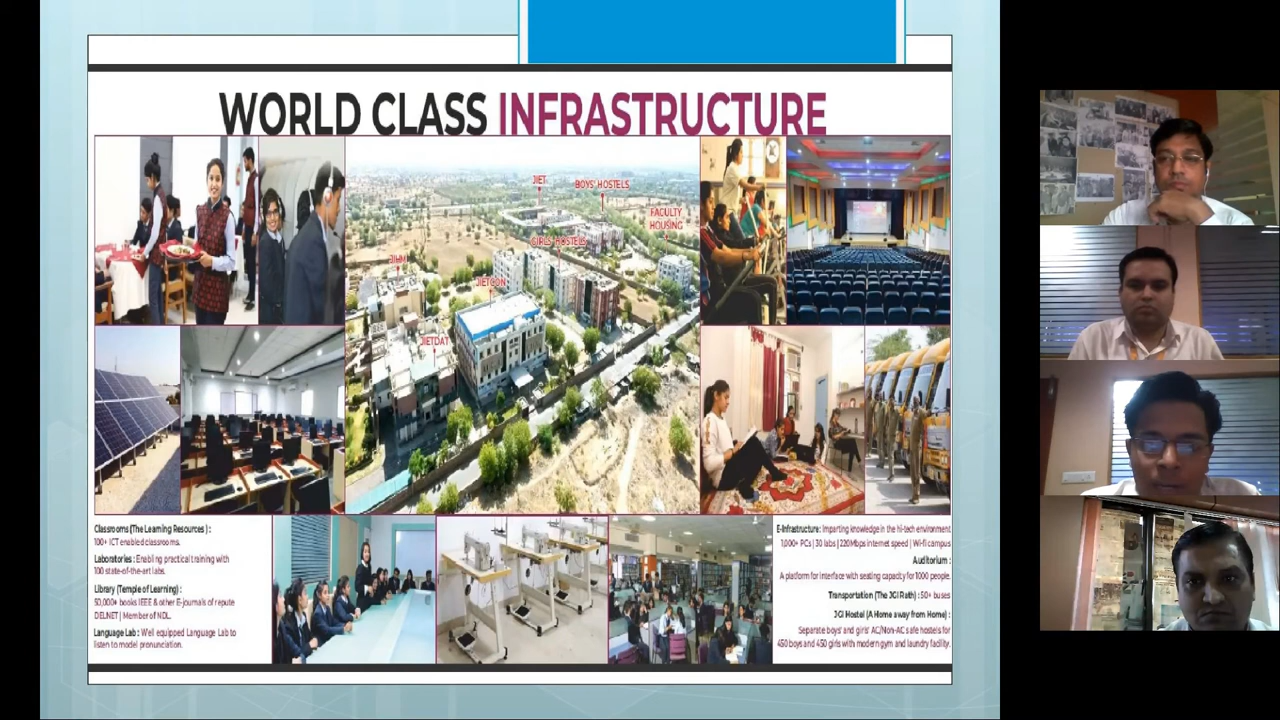 WORLD CLASS INFRASTRUCTURE
JIET
BOYS' HOSTELS
FACULTY
HOUSING
GIRLS' HOSTELS
JIETCON
JIETDAT
Classrooms (The Learning Resources) :
100+ ICT enabled classrooms.
Laboratories : Enabling practical training with
100 state-of-the-art labs.
Library (Temple of Learning) :
50,000+ books IEEE & other E-journals of repute
DELNET | Member of NDL.
Language Lab : Well equipped Language Lab to
listen to model pronunciation.
E-Infrastructure: Imparting knowledge in the hi-tech environment
1,000+ PCs | 30 labs | 220Mbps internet speed | Wi-fi campus
Auditorium :
A platform for interface with seating capacity for 1000 people.
Transportation (The JGI Rath) : 50+ buses
JGI Hostel (A Home away from Home) :
Separate boys' and girls' AC/Non-AC safe hostels for
450 boys and 450 girls with modern gym and laundry facility.